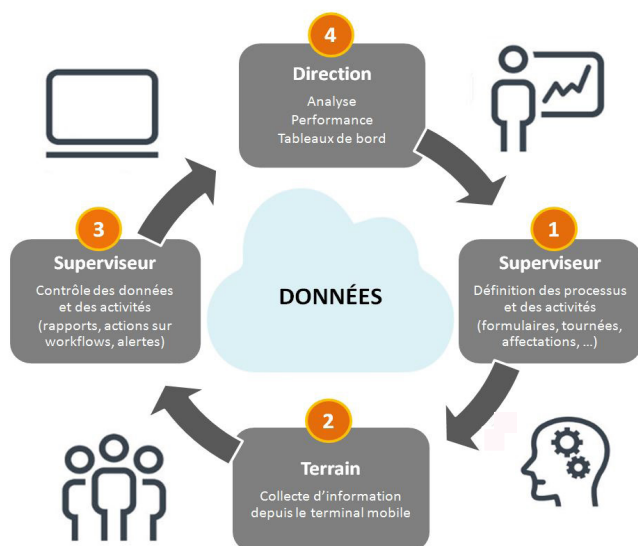 4
Direction
Analyse
Performance
Tableaux de bord
3
Superviseur
Contrôle des données
et des activités
(rapports, actions sur
workflows, alertes)
DONNÉES
1
Superviseur
Définition des processus
et des activités
(formulaires, tournées,
affectations, ...)
2
Terrain
Collecte d'information
depuis le terminal mobile